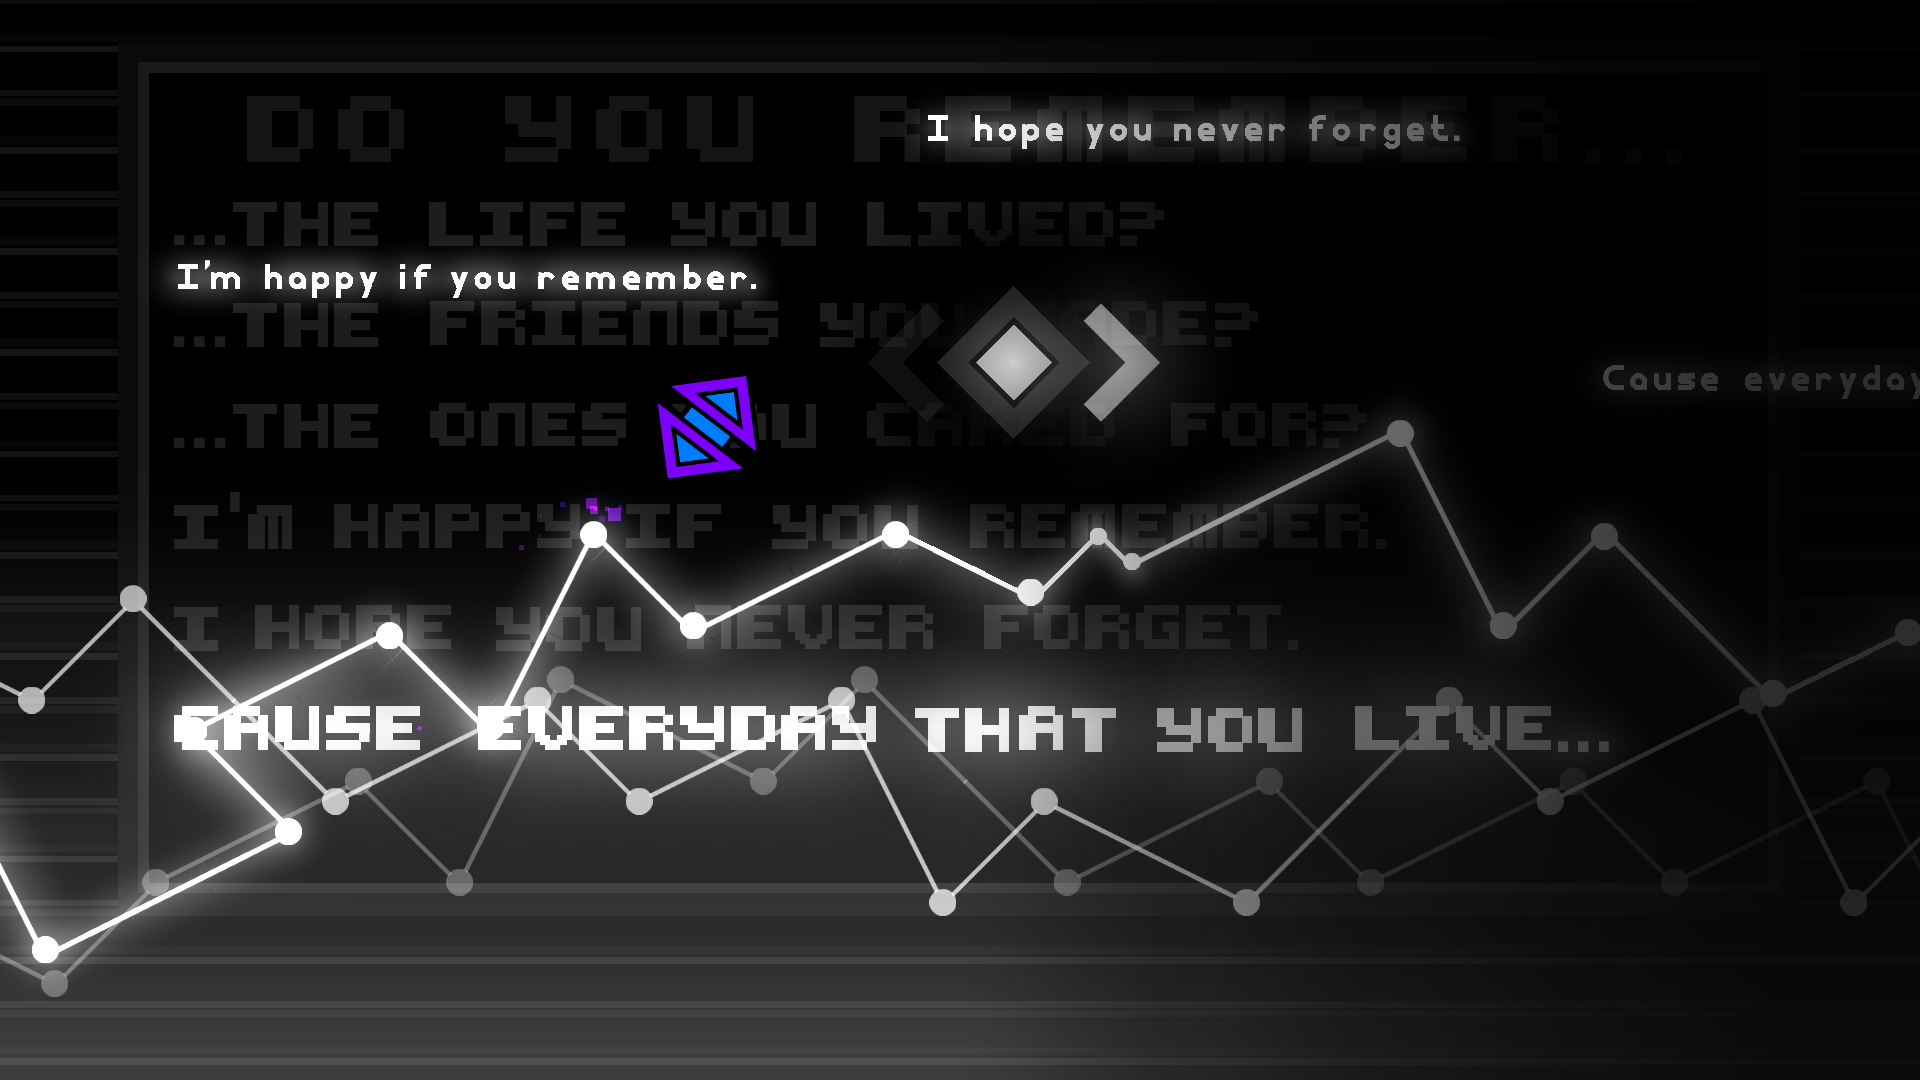 DO YOU REMEMBER...
I hope you never forget.
...THE LIFE YOU LIVED?
I'm happy if you remember.
...THE FRIENDS YOU MADE?
Cause everyday
...THE ONES YOU CARED FOR?
I'M HAPPY IF YOU REMEMBER.
I HOPE YOU NEVER FORGET.
CAUSE EVERYDAY THAT YOU LIVE...